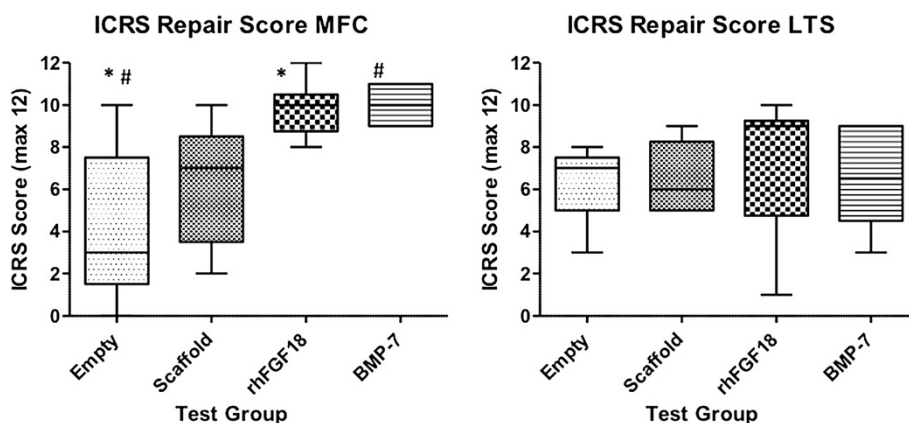 ICRS Repair Score MFC
ICRS Score (max 12)
12
10
8
6
4
2
0
* #
*
#
Empty
Scaffold
rhFGF18
BMP-7
Test Group
ICRS Repair Score LTS
ICRS Score (max 12)
12
10
8
6
4
2
0
Empty
Scaffold
rhFGF18
BMP-7
Test Group